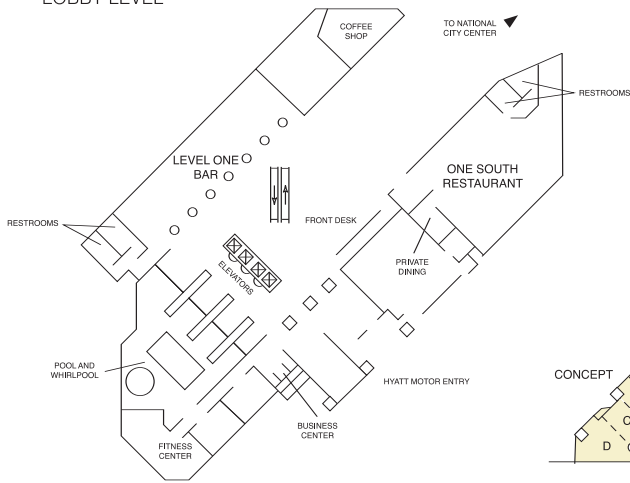 LOBBY LEVEL
COFFEE
SHOP
TO NATIONAL
CITY CENTER
RESTROOMS
LEVEL ONE
BAR
ONE SOUTH
RESTAURANT
RESTROOMS
FRONT DESK
PRIVATE
DINING
ELEVATORS
POOL AND
WHIRLPOOL
HYATT MOTOR ENTRY
CONCEPT
BUSINESS
CENTER
FITNESS
CENTER
D